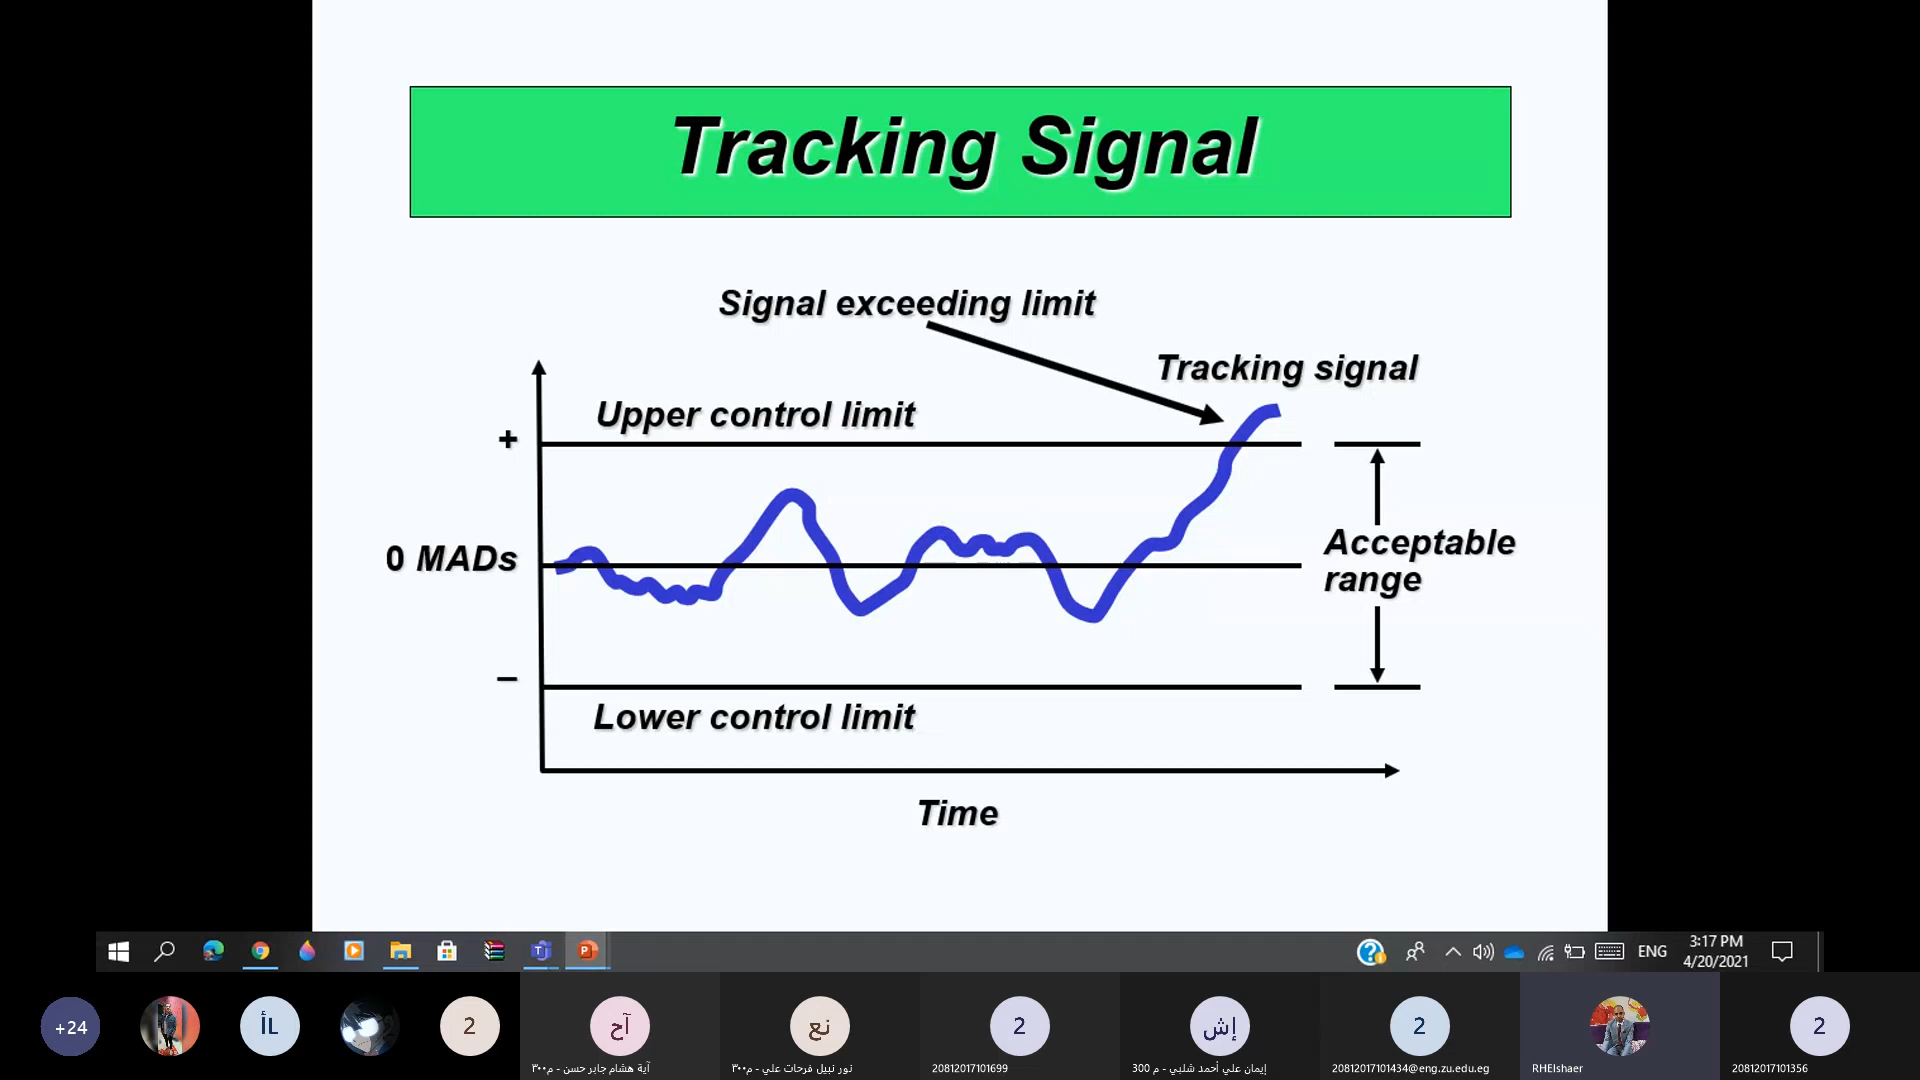 Tracking Signal
Signal exceeding limit
Tracking signal
Upper control limit
+
0 MADs
Acceptable
range
–
Lower control limit
Time
3:17 PM
ENG
4/20/2021
+24
أL
2
آح
نع
2
إش
2
2
آية هشام جابر حسن - م٣٠٠
نور نبيل فرحات علي - م٣٠٠
20812017101699
إيمان علي أحمد شلبي - م 300
20812017101434@eng.zu.edu.eg
RHElshaer
20812017101356